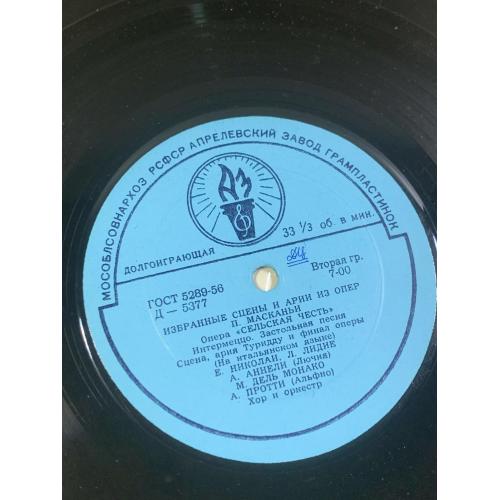 МОСОБЛСОВНАРХОЗ РСФСР АПРЕЛЕВСКИЙ ЗАВОД ГРАМПЛАСТИНОК
АЗ
ДОЛГОИГРАЮЩАЯ
33 1/3 об. в мин.
ГОСТ 5289-56
Д — 5377
Вторая гр.
7-00
ИЗБРАННЫЕ СЦЕНЫ И АРИИ ИЗ ОПЕР
П. МАСКАНЬИ
Опера «СЕЛЬСКАЯ ЧЕСТЬ»
Интермеццо. Застольная песня
Сцена, ария Туридду и финал оперы
(На итальянском языке)
Е. НИКОЛАИ, Л. ЛИДИЕ
А. АННЕЛИ (Лючия)
М. ДЕЛЬ МОНАКО
А. ПРОТТИ (Альфио)
Хор и оркестр